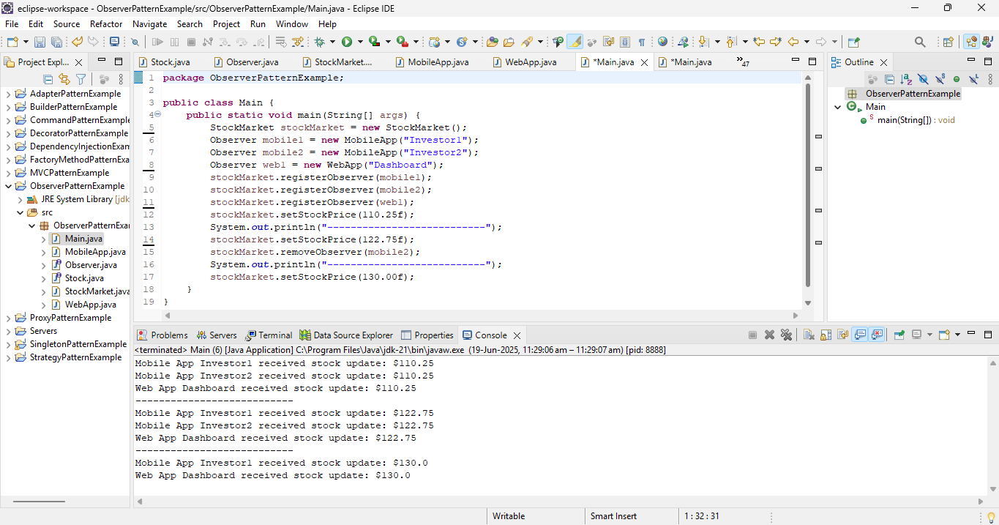 eclipse-workspace - ObserverPatternExample/src/ObserverPatternExample/Main.java - Eclipse IDE
File Edit Source Refactor Navigate Search Project Run Window Help
Project Expl...
AdapterPatternExample
BuilderPatternExample
CommandPatternExample
DecoratorPatternExample
DependencyInjectionExam
FactoryMethodPatternExa
MVCPatternExample
ObserverPatternExample
JRE System Library [jdk
src
ObserverPatternExar
Main.java
MobileApp.java
Observer.java
Stock.java
StockMarket.java
WebApp.java
ProxyPatternExample
Servers
SingletonPatternExample
StrategyPatternExample
Stock.java Observer.java StockMarket.... MobileApp.java WebApp.java *Main.java *Main.java »47
1 package ObserverPatternExample;
2
3 public class Main {
4 public static void main(String[] args) {
5 StockMarket stockMarket = new StockMarket();
6 Observer mobile1 = new MobileApp("Investor1");
7 Observer mobile2 = new MobileApp("Investor2");
8 Observer web1 = new WebApp("Dashboard");
9 stockMarket.registerObserver(mobile1);
10 stockMarket.registerObserver(mobile2);
11 stockMarket.registerObserver(web1);
12 stockMarket.setStockPrice(110.25f);
13 System.out.println("---------------------------");
14 stockMarket.setStockPrice(122.75f);
15 stockMarket.removeObserver(mobile2);
16 System.out.println("---------------------------");
17 stockMarket.setStockPrice(130.00f);
18 }
19 }
Outline
ObserverPatternExample
Main
main(String[]) : void
Problems Servers Terminal Data Source Explorer Properties Console
<terminated> Main (6) [Java Application] C:\Program Files\Java\jdk-21\bin\javaw.exe (19-Jun-2025, 11:29:06 am – 11:29:07 am) [pid: 8888]
Mobile App Investor1 received stock update: $110.25
Mobile App Investor2 received stock update: $110.25
Web App Dashboard received stock update: $110.25
---------------------------
Mobile App Investor1 received stock update: $122.75
Mobile App Investor2 received stock update: $122.75
Web App Dashboard received stock update: $122.75
---------------------------
Mobile App Investor1 received stock update: $130.0
Web App Dashboard received stock update: $130.0
Writable Smart Insert 1 : 32 : 31